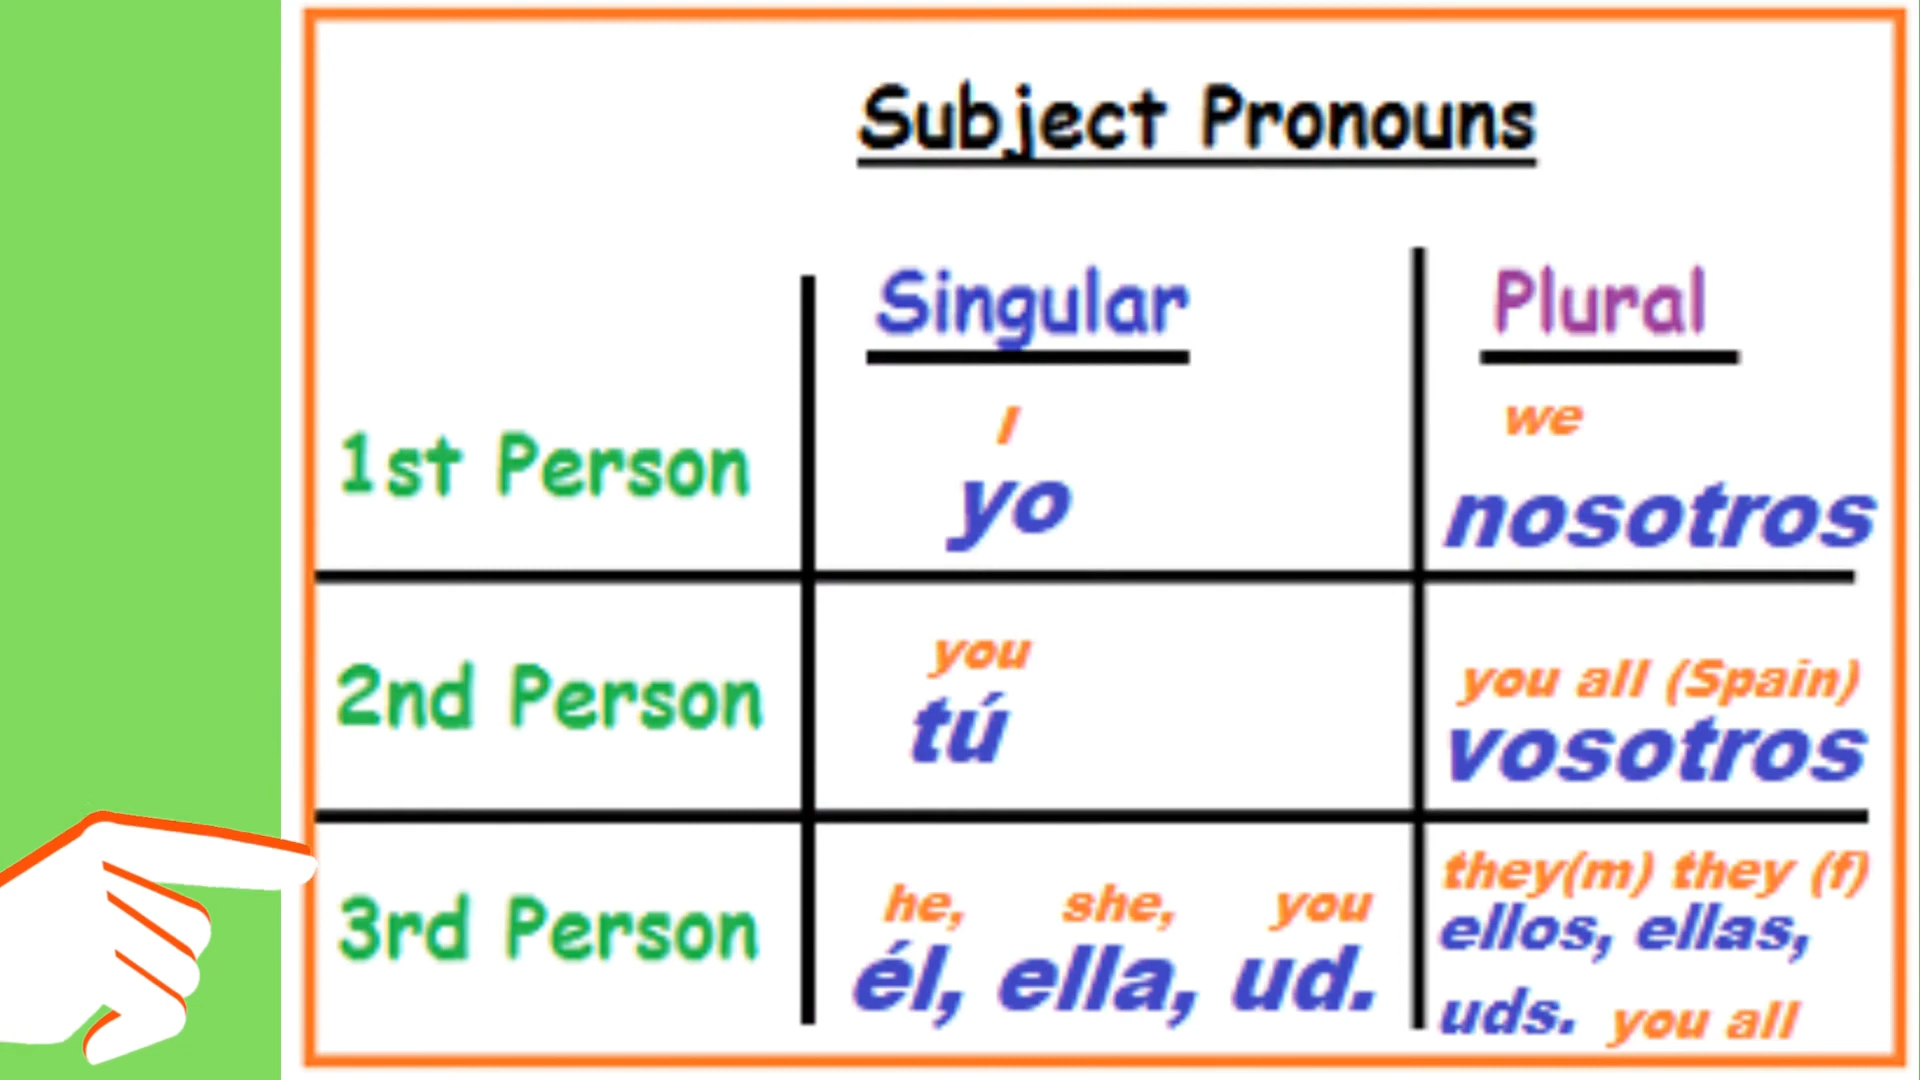 Subject Pronouns
Singular Plural
I we
1st Person yo nosotros
you you all (Spain)
2nd Person tú vosotros
they(m) they (f)
he, she, you ellos, ellas,
3rd Person él, ella, ud. uds. you all